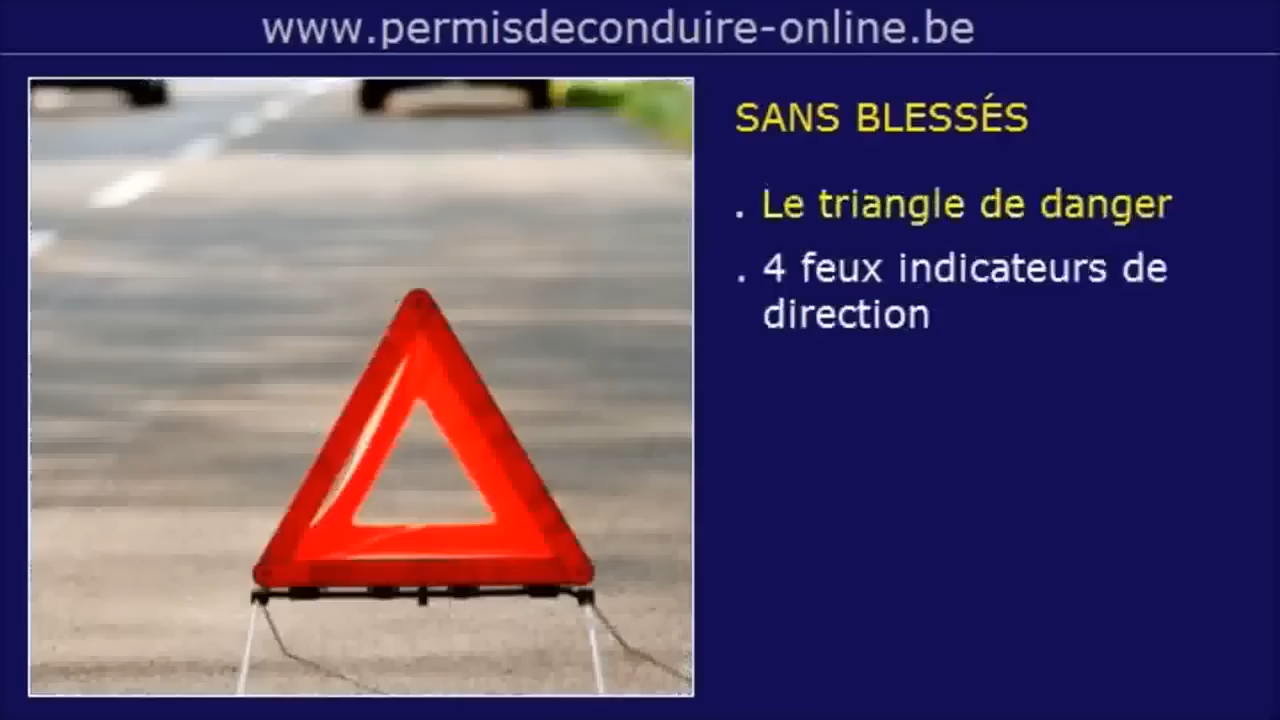 www.permisdeconduire-online.be
SANS BLESSÉS
. Le triangle de danger
. 4 feux indicateurs de
direction